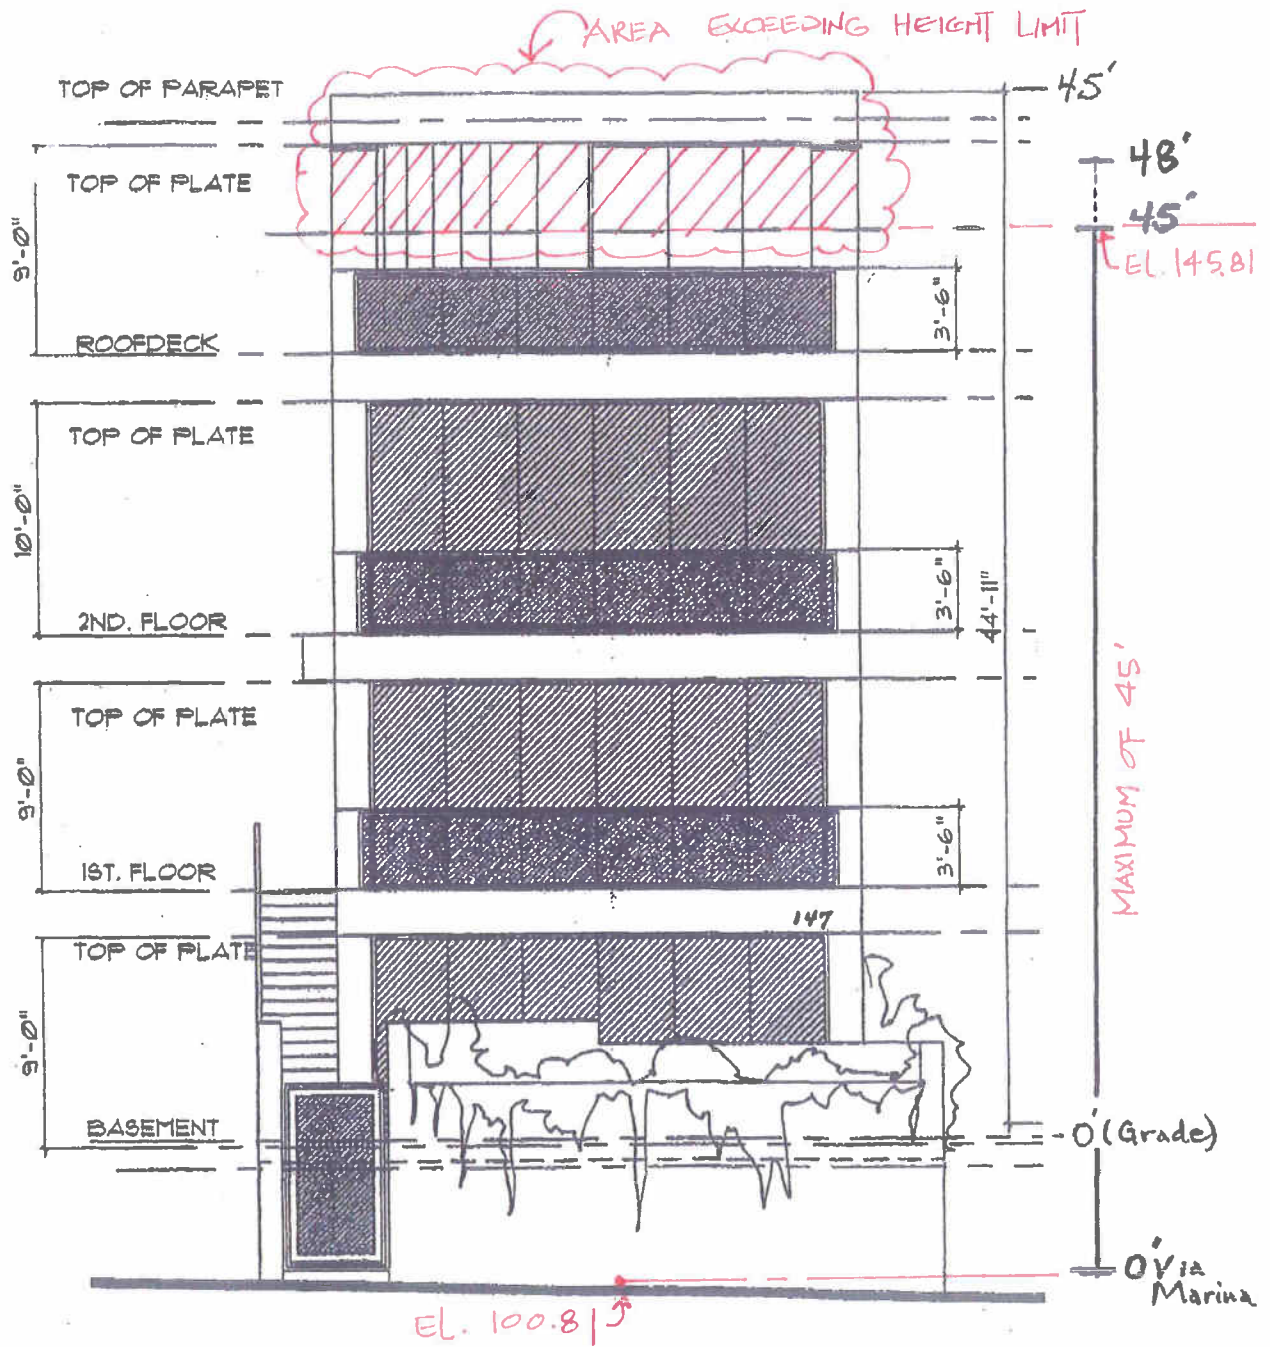 AREA EXCEEDING HEIGHT LIMIT
TOP OF PARAPET
45'
48'
TOP OF PLATE
45'
EL. 145.81
9'-0"
3'-6"
ROOFDECK
TOP OF PLATE
10'-0"
3'-6"
44'-11"
2ND. FLOOR
MAXIMUM OF 45'
TOP OF PLATE
9'-0"
3'-6"
1ST. FLOOR
147
TOP OF PLATE
9'-0"
BASEMENT
0' (Grade)
0' Via
Marina
EL. 100.81